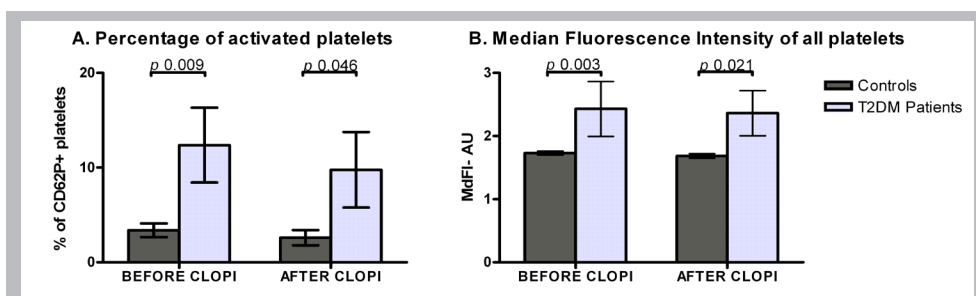 A. Percentage of activated platelets
p 0.009
p 0.046
20
10
0
% of CD62P+ platelets
BEFORE CLOPI
AFTER CLOPI
B. Median Fluorescence Intensity of all platelets
p 0.003
p 0.021
3
2
1
0
MdFI- AU
BEFORE CLOPI
AFTER CLOPI
Controls
T2DM Patients